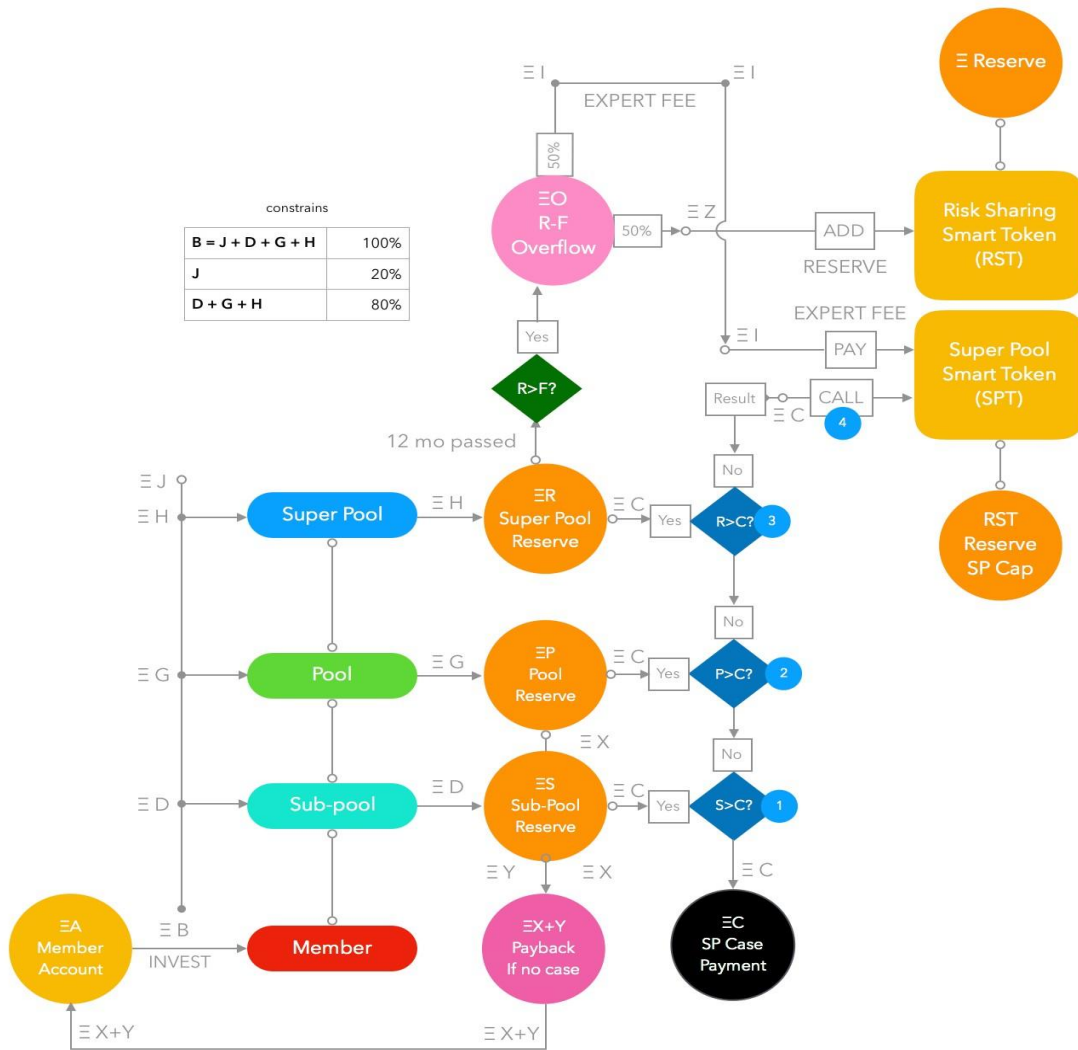 Ξ Reserve
Ξ I
Ξ I
EXPERT FEE
50%
constrains
B = J + D + G + H 100%
J 20%
D + G + H 80%
ΞO
R-F
Overflow
50%
Ξ Z
ADD
RESERVE
Risk Sharing
Smart Token
(RST)
EXPERT FEE
Ξ I
PAY
Super Pool
Smart Token
(SPT)
Yes
R>F?
12 mo passed
Result
Ξ C
CALL
4
No
Ξ J
Ξ H
Super Pool
Ξ H
ΞR
Super Pool
Reserve
Ξ C
Yes
R>C?
3
RST
Reserve
SP Cap
No
Ξ G
Pool
Ξ G
ΞP
Pool
Reserve
Ξ C
Yes
P>C?
2
Ξ X
No
Ξ D
Sub-pool
Ξ D
ΞS
Sub-Pool
Reserve
Ξ C
Yes
S>C?
1
Ξ Y
Ξ X
Ξ C
ΞA
Member
Account
Ξ B
INVEST
Member
ΞX+Y
Payback
If no case
ΞC
SP Case
Payment
Ξ X+Y
Ξ X+Y